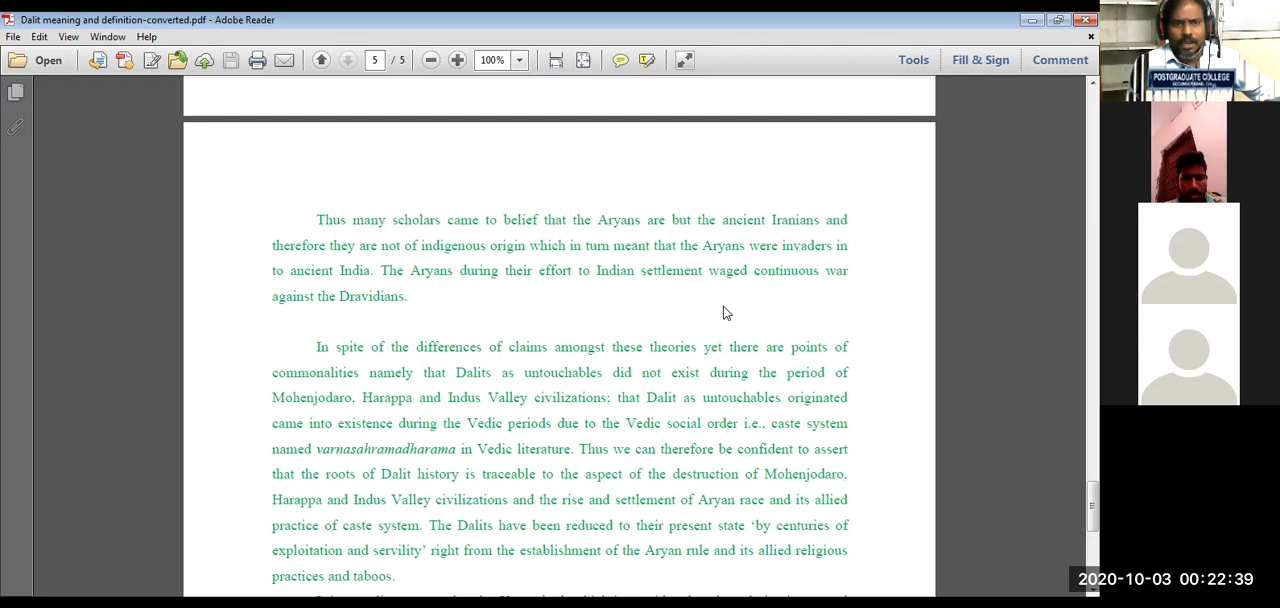 Dalit meaning and definition-converted.pdf - Adobe Reader
File Edit View Window Help
Open 5 / 5 100% Tools Fill & Sign Comment
Thus many scholars came to belief that the Aryans are but the ancient Iranians and
therefore they are not of indigenous origin which in turn meant that the Aryans were invaders in
to ancient India. The Aryans during their effort to Indian settlement waged continuous war
against the Dravidians.
In spite of the differences of claims amongst these theories yet there are points of
commonalities namely that Dalits as untouchables did not exist during the period of
Mohenjodaro, Harappa and Indus Valley civilizations; that Dalit as untouchables originated
came into existence during the Vedic periods due to the Vedic social order i.e., caste system
named varnasahramadharama in Vedic literature. Thus we can therefore be confident to assert
that the roots of Dalit history is traceable to the aspect of the destruction of Mohenjodaro,
Harappa and Indus Valley civilizations and the rise and settlement of Aryan race and its allied
practice of caste system. The Dalits have been reduced to their present state ‘by centuries of
exploitation and servility’ right from the establishment of the Aryan rule and its allied religious
practices and taboos.
POSTGRADUATE COLLEGE
2020-10-03 00:22:39